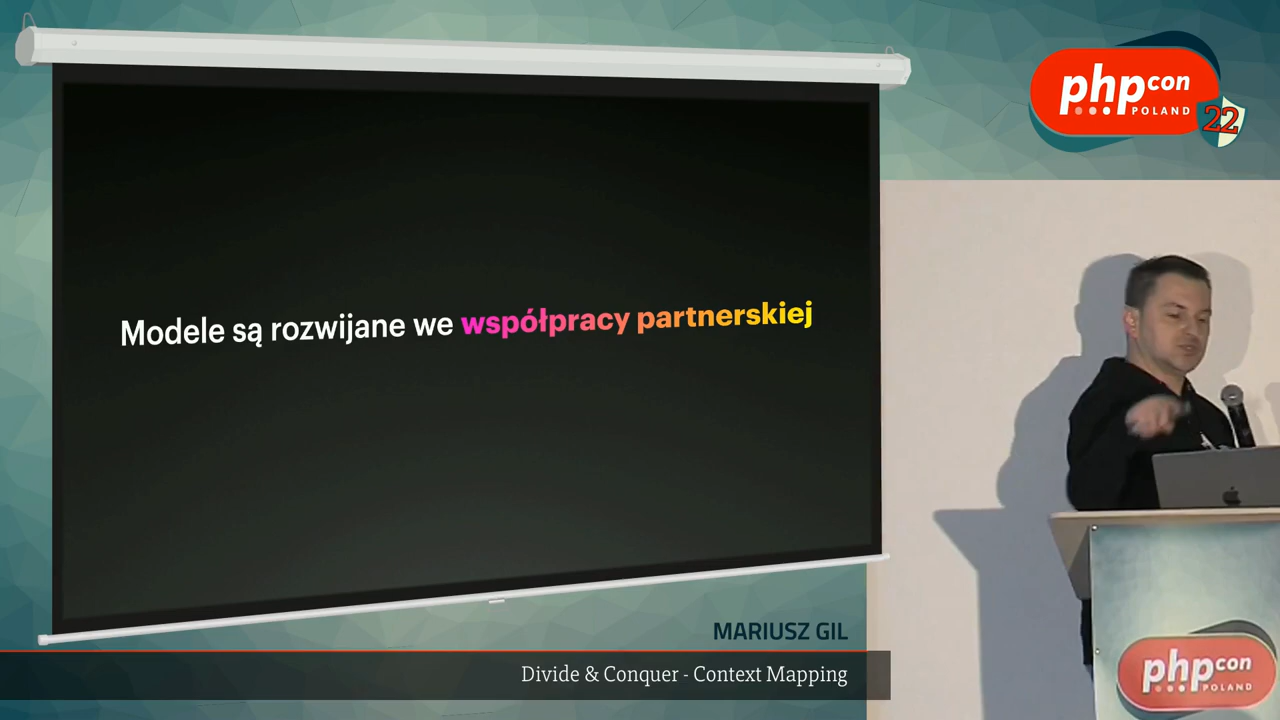 phpcon
POLAND
22
Modele są rozwijane we współpracy partnerskiej
MARIUSZ GIL
Divide & Conquer - Context Mapping
phpcon
POLAND